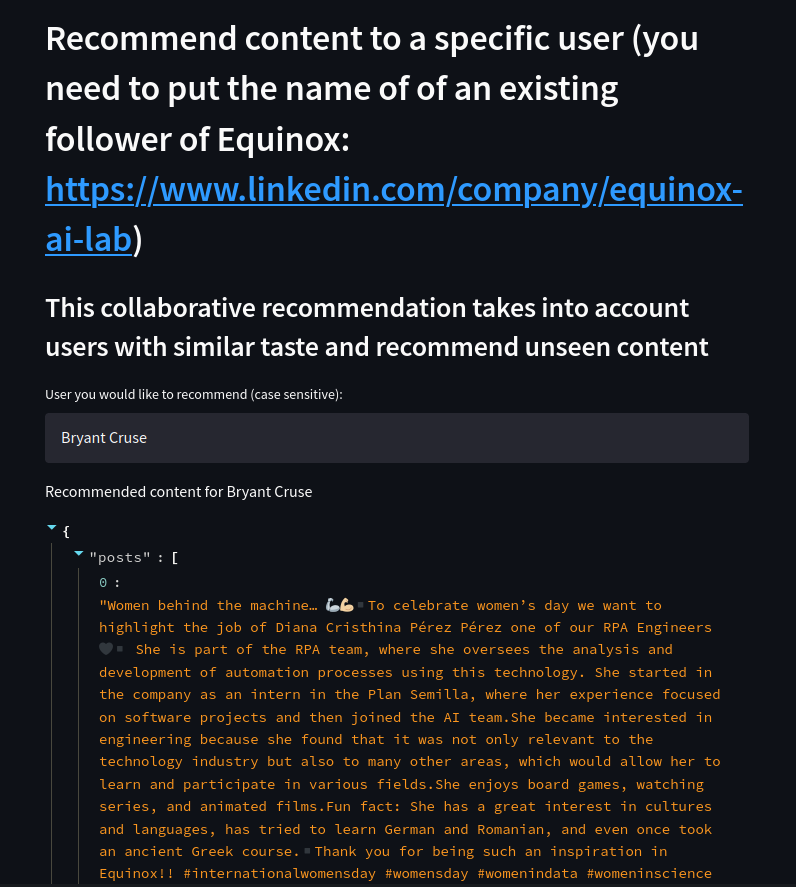 Recommend content to a specific user (you
need to put the name of of an existing
follower of Equinox:
https://www.linkedin.com/company/equinox-
ai-lab)
This collaborative recommendation takes into account
users with similar taste and recommend unseen content
User you would like to recommend (case sensitive):
Bryant Cruse
Recommended content for Bryant Cruse
{
"posts" : [
0 :
"Women behind the machine… 🦾💪🏼▪️To celebrate women’s day we want to
highlight the job of Diana Cristhina Pérez Pérez one of our RPA Engineers
🖤▪️ She is part of the RPA team, where she oversees the analysis and
development of automation processes using this technology. She started in
the company as an intern in the Plan Semilla, where her experience focused
on software projects and then joined the AI team.She became interested in
engineering because she found that it was not only relevant to the
technology industry but also to many other areas, which would allow her to
learn and participate in various fields.She enjoys board games, watching
series, and animated films.Fun fact: She has a great interest in cultures
and languages, has tried to learn German and Romanian, and even once took
an ancient Greek course.▪️Thank you for being such an inspiration in
Equinox!! #internationalwomensday #womensday #womenindata #womeninscience